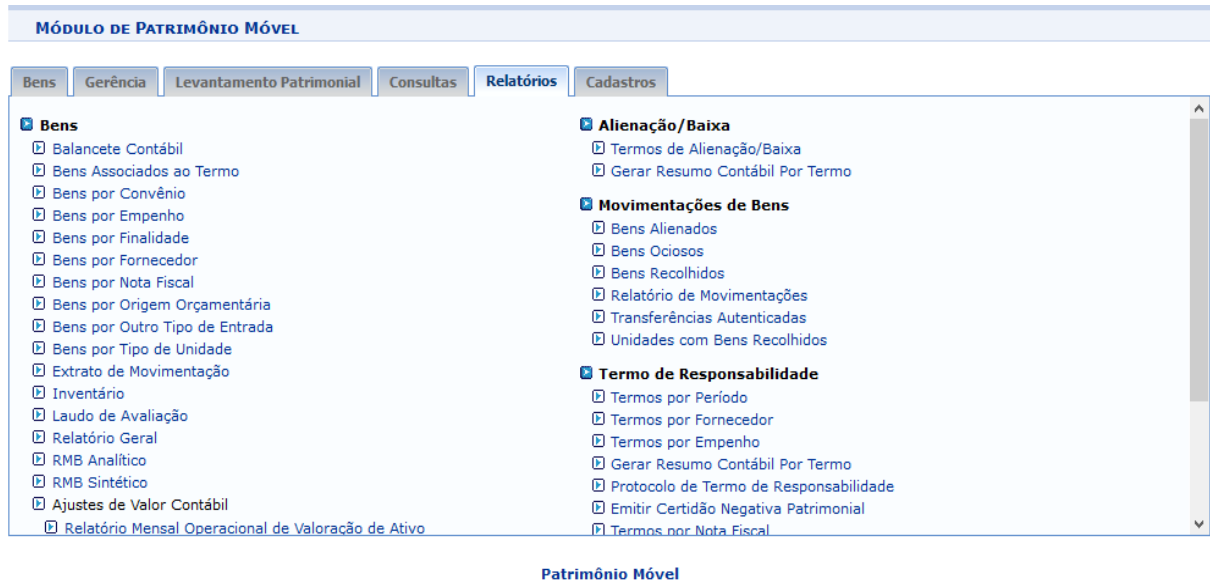 Módulo de Patrimônio Móvel
Bens Gerência Levantamento Patrimonial Consultas Relatórios Cadastros
Bens
Balancete Contábil
Bens Associados ao Termo
Bens por Convênio
Bens por Empenho
Bens por Finalidade
Bens por Fornecedor
Bens por Nota Fiscal
Bens por Origem Orçamentária
Bens por Outro Tipo de Entrada
Bens por Tipo de Unidade
Extrato de Movimentação
Inventário
Laudo de Avaliação
Relatório Geral
RMB Analítico
RMB Sintético
Ajustes de Valor Contábil
Relatório Mensal Operacional de Valoração de Ativo
Alienação/Baixa
Termos de Alienação/Baixa
Gerar Resumo Contábil Por Termo
Movimentações de Bens
Bens Alienados
Bens Ociosos
Bens Recolhidos
Relatório de Movimentações
Transferências Autenticadas
Unidades com Bens Recolhidos
Termo de Responsabilidade
Termos por Período
Termos por Fornecedor
Termos por Empenho
Gerar Resumo Contábil Por Termo
Protocolo de Termo de Responsabilidade
Emitir Certidão Negativa Patrimonial
Termos por Nota Fiscal
Patrimônio Móvel